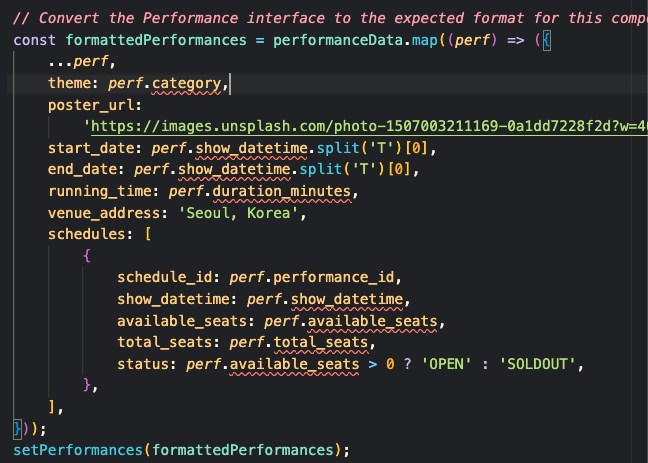 // Convert the Performance interface to the expected format for this comp
const formattedPerformances = performanceData.map((perf) => ({
...perf,
theme: perf.category,
poster_url:
'https://images.unsplash.com/photo-1507003211169-0a1dd7228f2d?w=4
start_date: perf.show_datetime.split('T')[0],
end_date: perf.show_datetime.split('T')[0],
running_time: perf.duration_minutes,
venue_address: 'Seoul, Korea',
schedules: [
{
schedule_id: perf.performance_id,
show_datetime: perf.show_datetime,
available_seats: perf.available_seats,
total_seats: perf.total_seats,
status: perf.available_seats > 0 ? 'OPEN' : 'SOLDOUT',
},
],
}));
setPerformances(formattedPerformances);